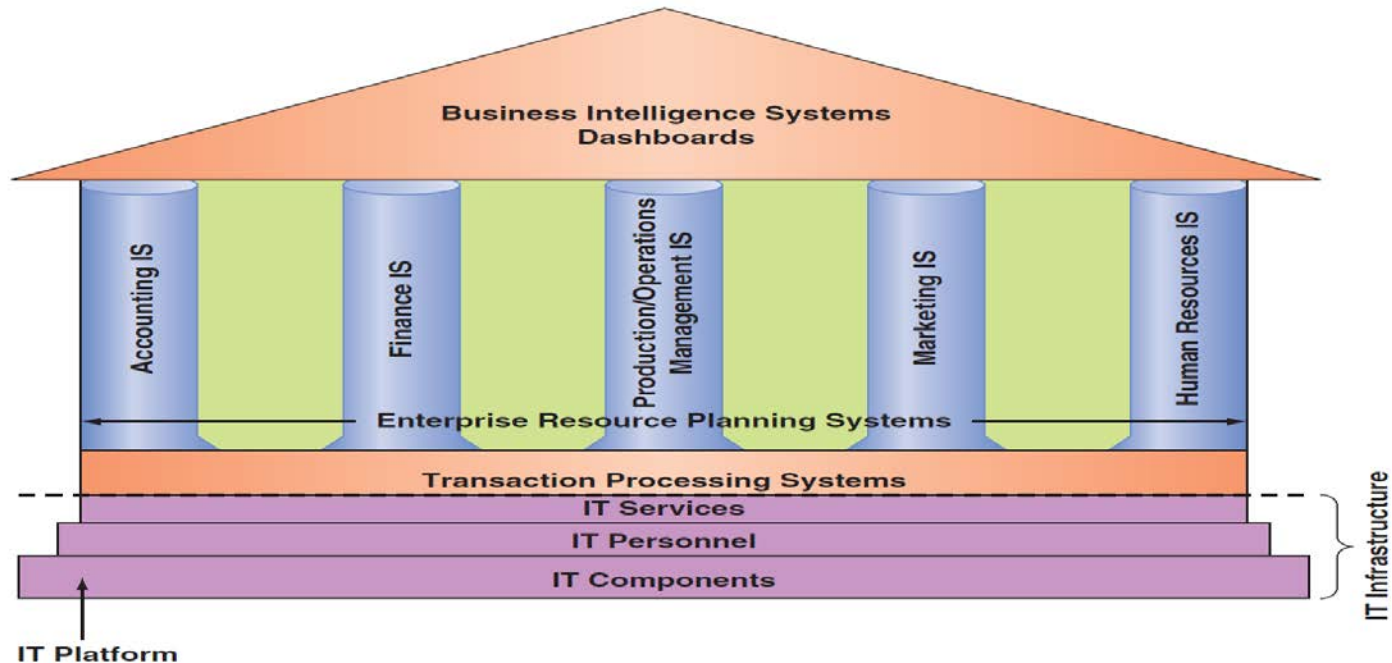 Business Intelligence Systems
Dashboards
Accounting IS
Finance IS
Production/Operations
Management IS
Marketing IS
Human Resources IS
Enterprise Resource Planning Systems
Transaction Processing Systems
IT Services
IT Personnel
IT Components
IT Infrastructure
IT Platform